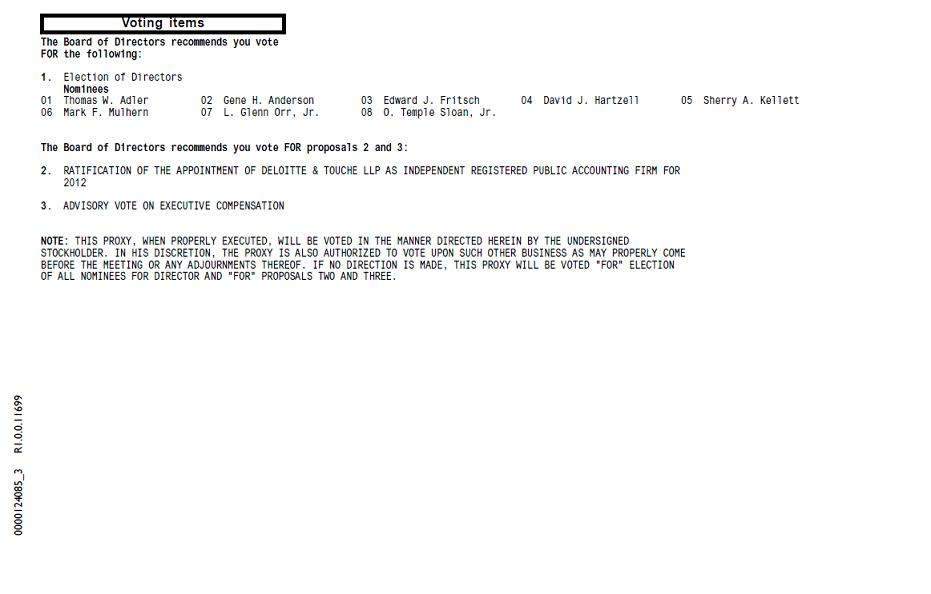 Voting items
The Board of Directors recommends you vote
FOR the following:
1. Election of Directors
Nominees
01 Thomas W. Adler 02 Gene H. Anderson 03 Edward J. Fritsch 04 David J. Hartzell 05 Sherry A. Kellett
06 Mark F. Mulhern 07 L. Glenn Orr, Jr. 08 O. Temple Sloan, Jr.
The Board of Directors recommends you vote FOR proposals 2 and 3:
2. RATIFICATION OF THE APPOINTMENT OF DELOITTE & TOUCHE LLP AS INDEPENDENT REGISTERED PUBLIC ACCOUNTING FIRM FOR
2012
3. ADVISORY VOTE ON EXECUTIVE COMPENSATION
NOTE: THIS PROXY, WHEN PROPERLY EXECUTED, WILL BE VOTED IN THE MANNER DIRECTED HEREIN BY THE UNDERSIGNED
STOCKHOLDER. IN HIS DISCRETION, THE PROXY IS ALSO AUTHORIZED TO VOTE UPON SUCH OTHER BUSINESS AS MAY PROPERLY COME
BEFORE THE MEETING OR ANY ADJOURNMENTS THEREOF. IF NO DIRECTION IS MADE, THIS PROXY WILL BE VOTED "FOR" ELECTION
OF ALL NOMINEES FOR DIRECTOR AND "FOR" PROPOSALS TWO AND THREE.
0000124085_3 R1.0.0.11699